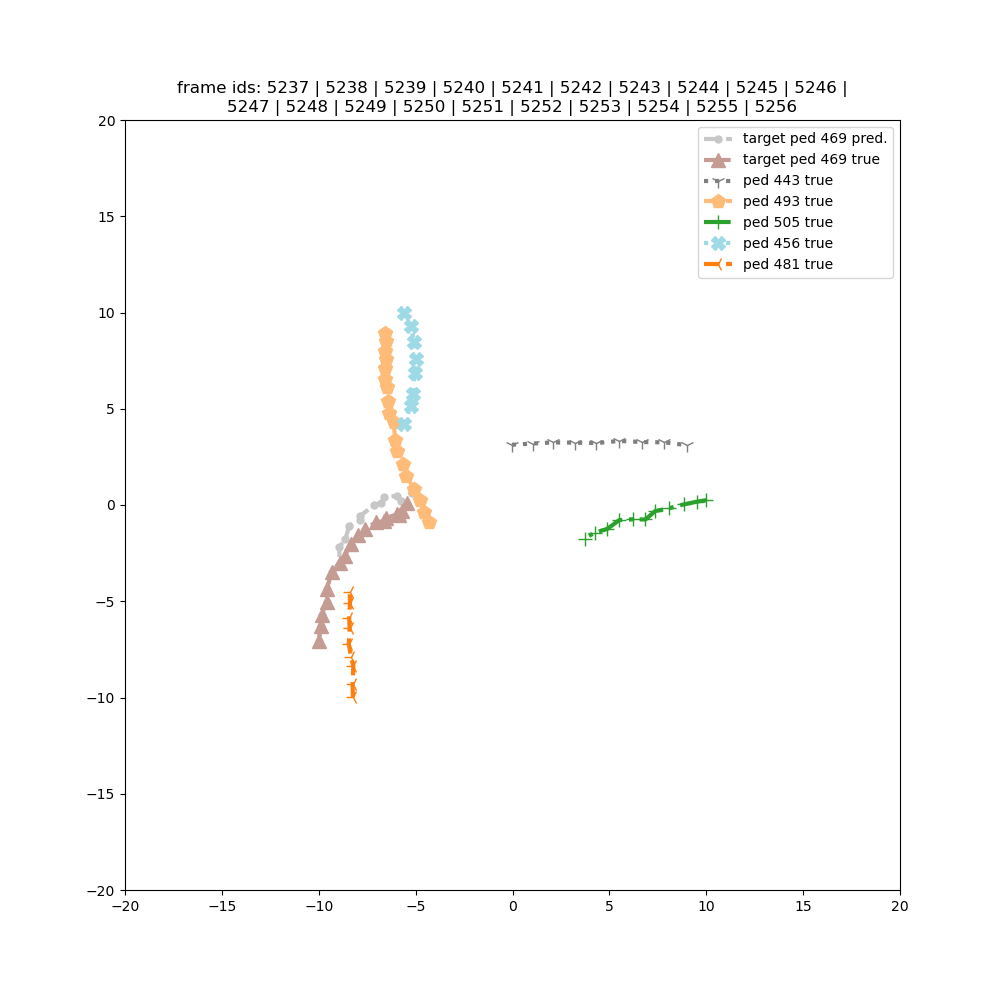 frame ids: 5237 | 5238 | 5239 | 5240 | 5241 | 5242 | 5243 | 5244 | 5245 | 5246 |
5247 | 5248 | 5249 | 5250 | 5251 | 5252 | 5253 | 5254 | 5255 | 5256
target ped 469 pred.
target ped 469 true
ped 443 true
ped 493 true
ped 505 true
ped 456 true
ped 481 true
20
15
10
5
0
−5
−10
−15
−20
−20 −15 −10 −5 0 5 10 15 20